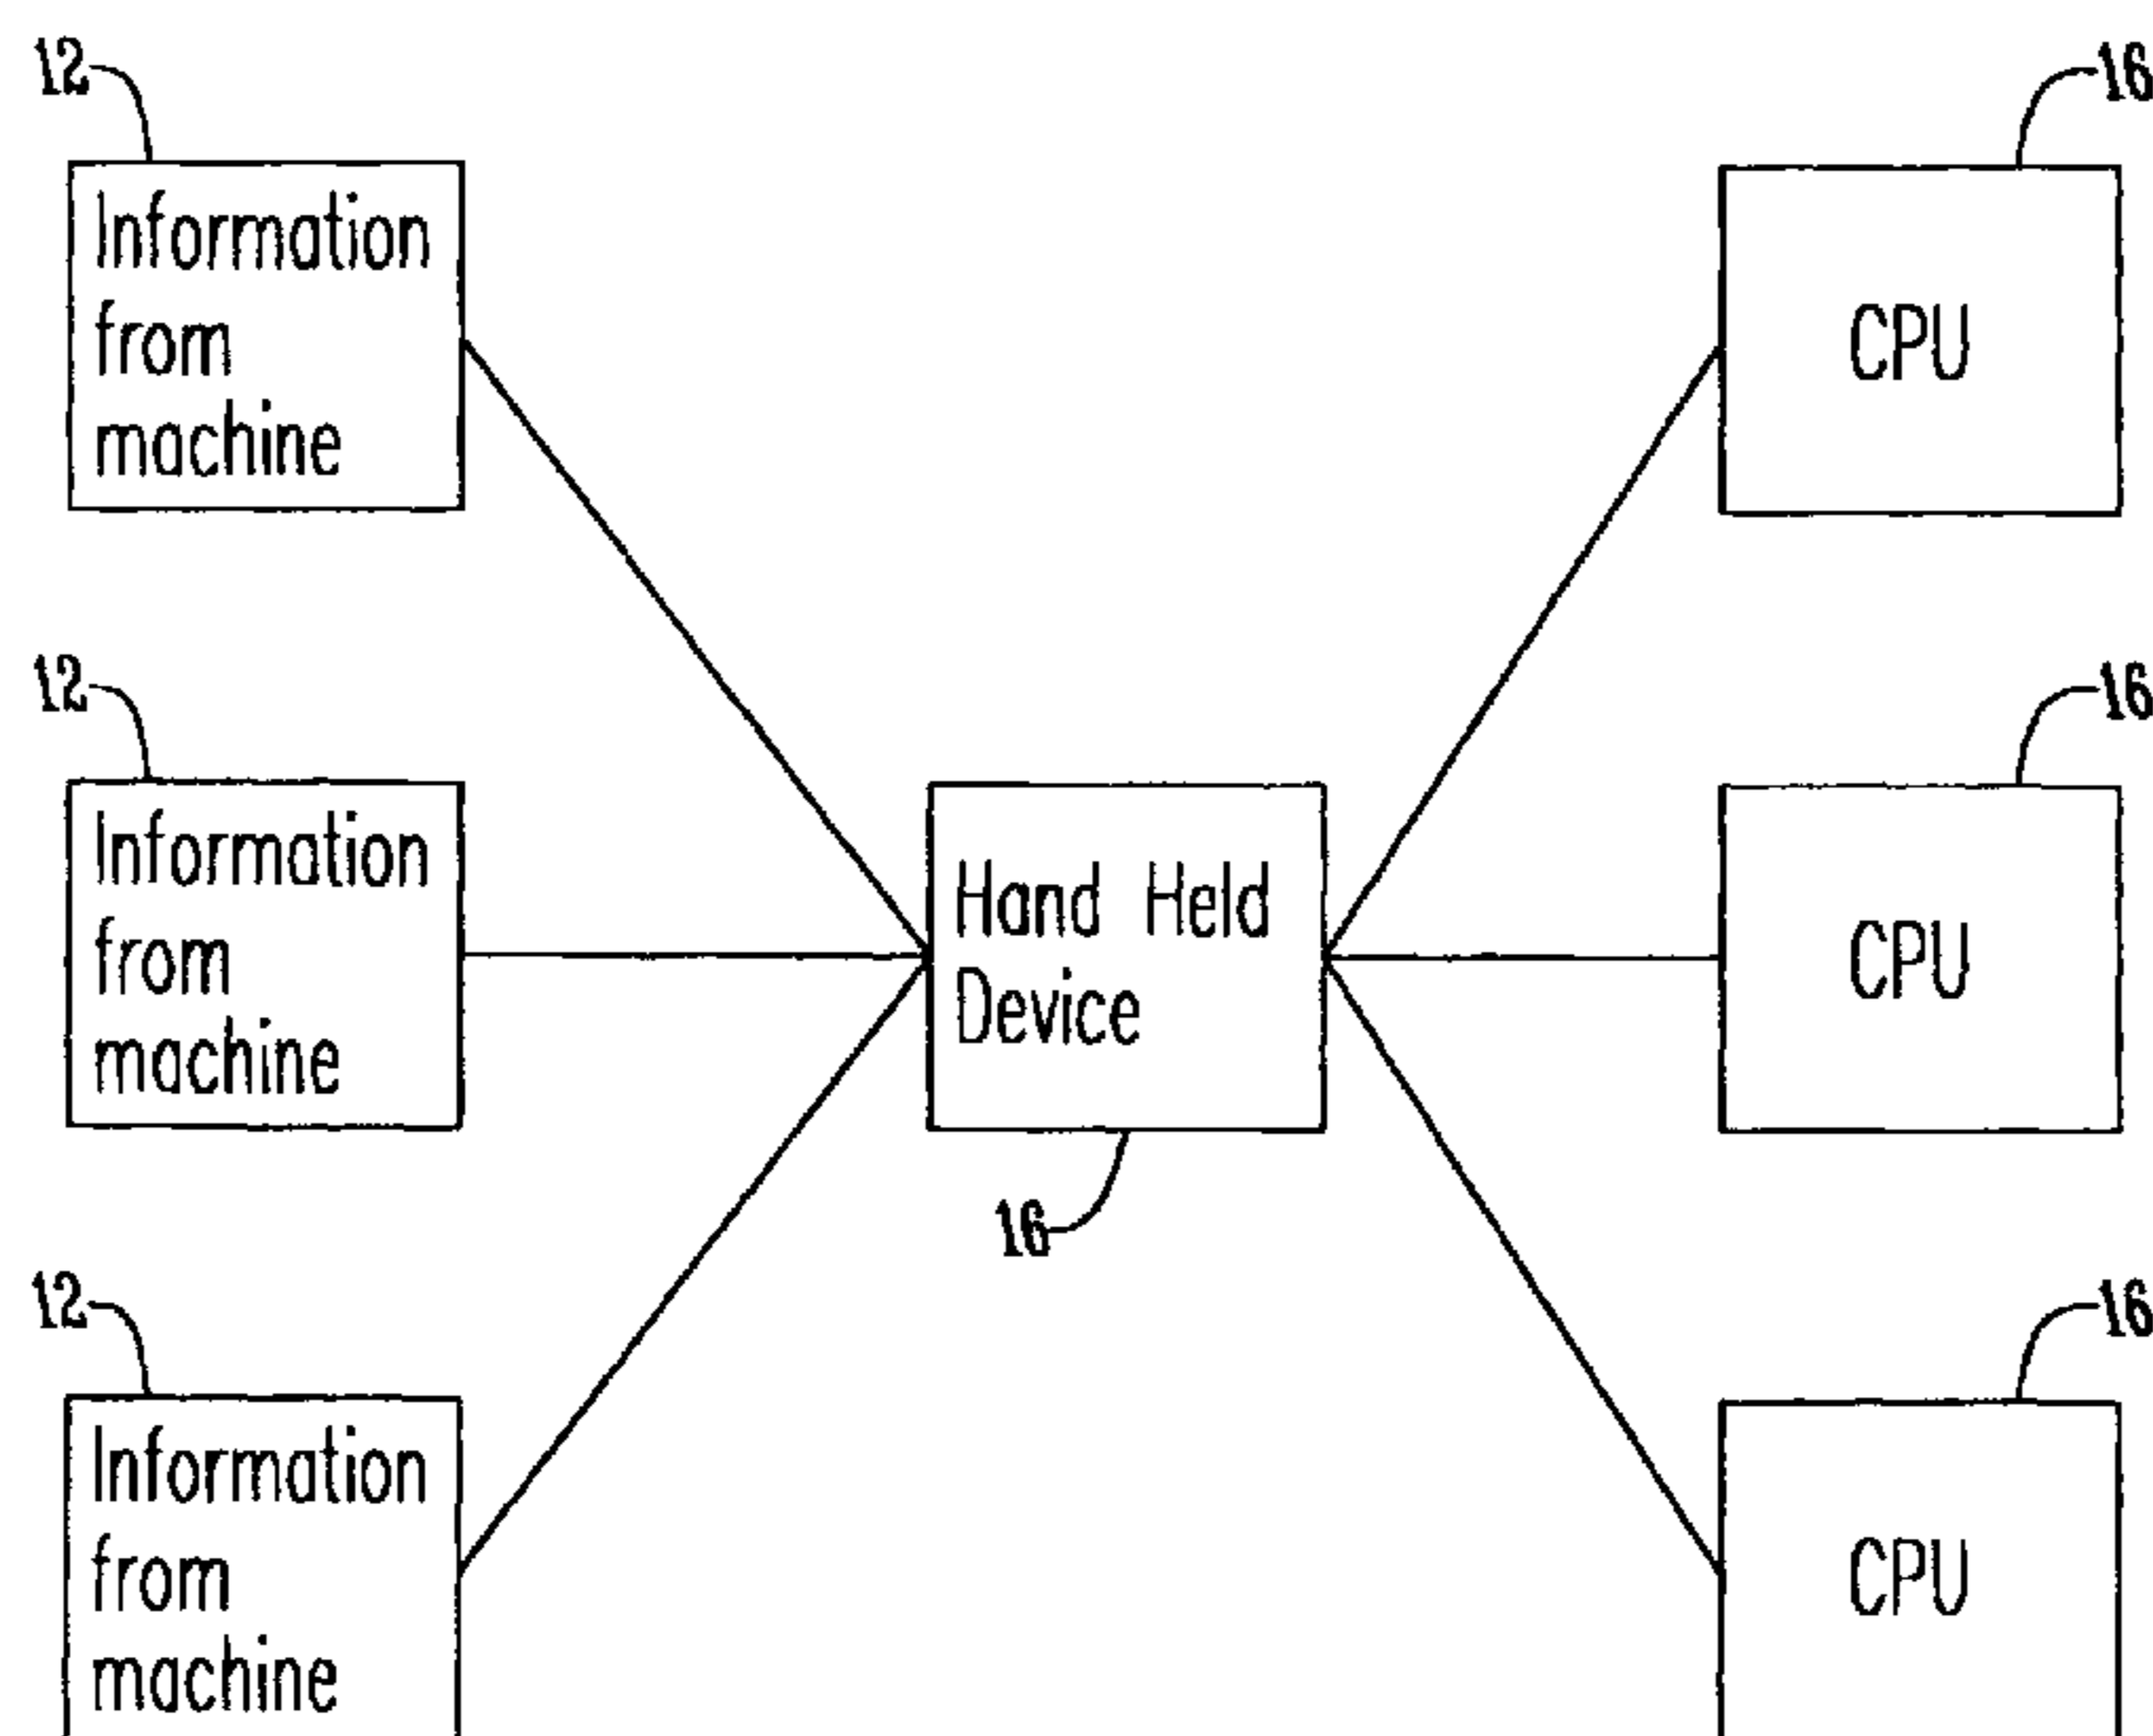 12
Information
from
machine
16
CPU
12
Information
from
machine
Hand Held
Device
16
16
CPU
12
Information
from
machine
16
CPU